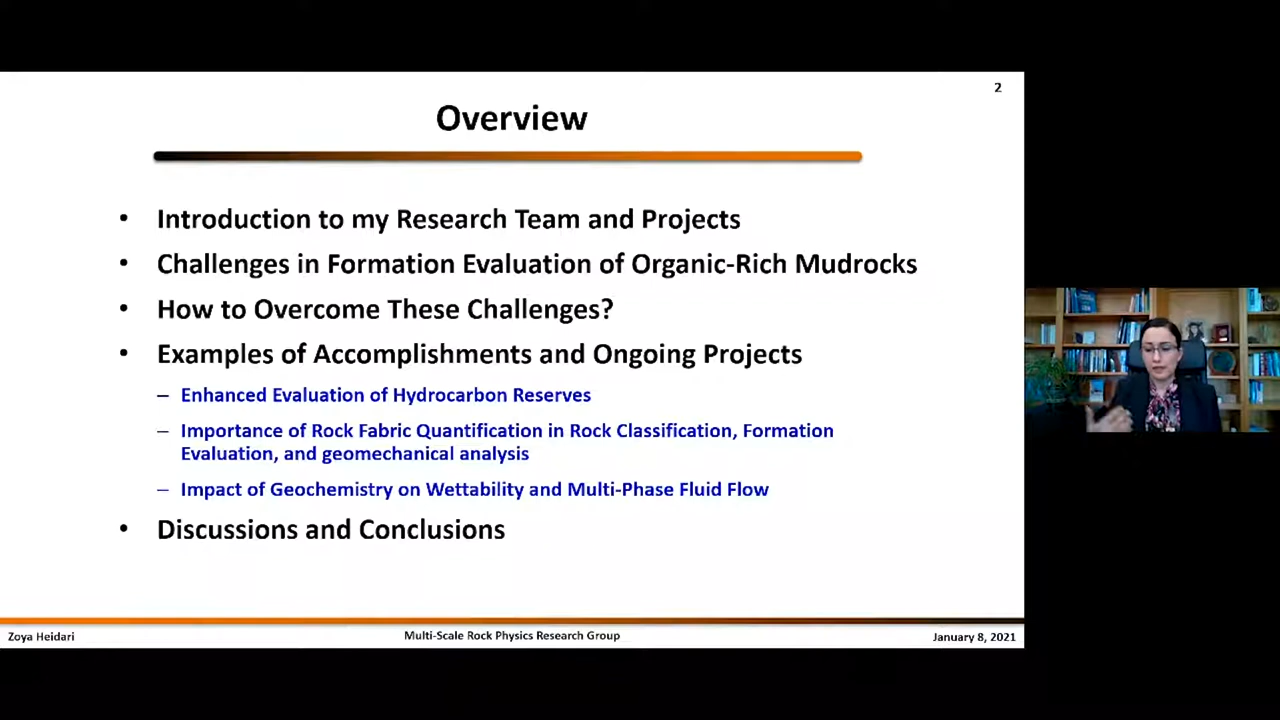 2
Overview
• Introduction to my Research Team and Projects
• Challenges in Formation Evaluation of Organic-Rich Mudrocks
• How to Overcome These Challenges?
• Examples of Accomplishments and Ongoing Projects
– Enhanced Evaluation of Hydrocarbon Reserves
– Importance of Rock Fabric Quantification in Rock Classification, Formation
Evaluation, and geomechanical analysis
– Impact of Geochemistry on Wettability and Multi-Phase Fluid Flow
• Discussions and Conclusions
Zoya Heidari
Multi-Scale Rock Physics Research Group
January 8, 2021